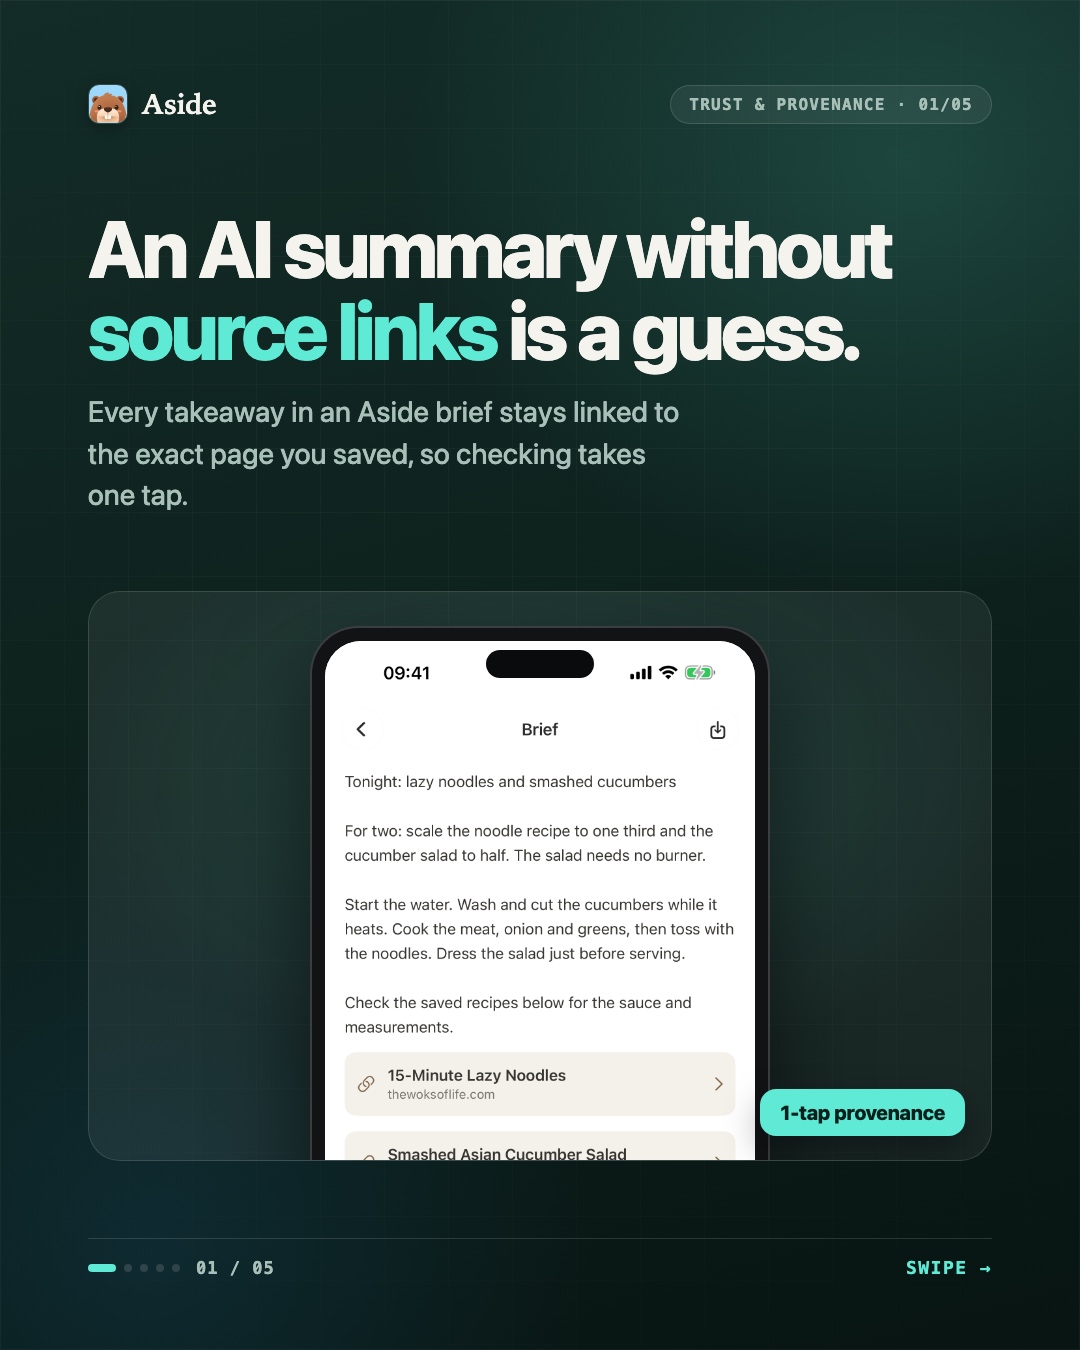 Aside
TRUST & PROVENANCE · 01/05
An AI summary without
source links is a guess.
Every takeaway in an Aside brief stays linked to
the exact page you saved, so checking takes
one tap.
09:41
Brief
Tonight: lazy noodles and smashed cucumbers
For two: scale the noodle recipe to one third and the
cucumber salad to half. The salad needs no burner.
Start the water. Wash and cut the cucumbers while it
heats. Cook the meat, onion and greens, then toss with
the noodles. Dress the salad just before serving.
Check the saved recipes below for the sauce and
measurements.
15-Minute Lazy Noodles
thewoksoflife.com
1-tap provenance
Smashed Asian Cucumber Salad
01 / 05
SWIPE →